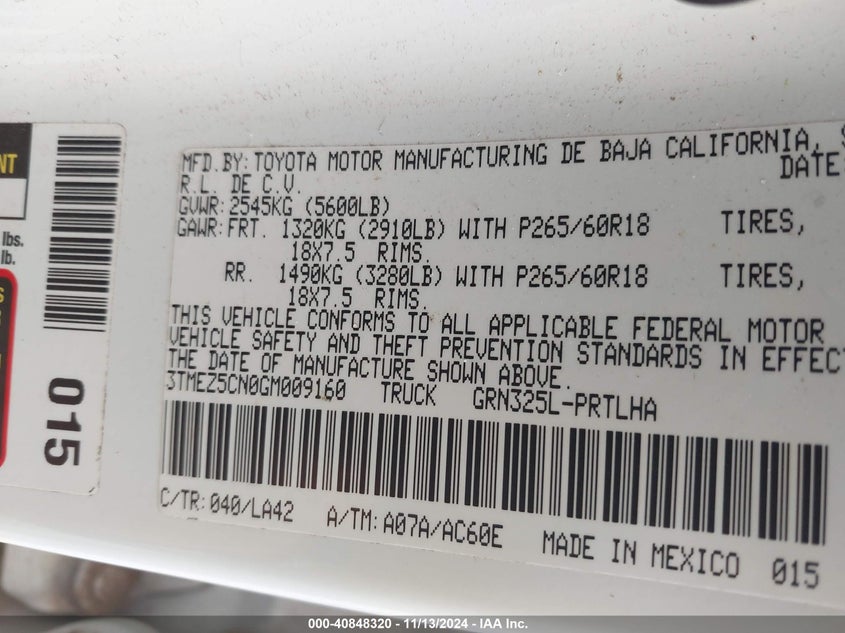 NT
lbs.
lb.
S
015
MFD. BY: TOYOTA MOTOR MANUFACTURING DE BAJA CALIFORNIA, S
DATE:
R.L. DE C.V.
GVWR: 2545KG (5600LB)
GAWR: FRT. 1320KG (2910LB) WITH P265/60R18 TIRES,
18X7.5 RIMS.
RR. 1490KG (3280LB) WITH P265/60R18 TIRES,
18X7.5 RIMS.
THIS VEHICLE CONFORMS TO ALL APPLICABLE FEDERAL MOTOR
VEHICLE SAFETY AND THEFT PREVENTION STANDARDS IN EFFECT
THE DATE OF MANUFACTURE SHOWN ABOVE.
3TMEZ5CN0GM009160 TRUCK GRN325L-PRTLHA
C/TR: 040/LA42 A/TM: A07A/AC60E MADE IN MEXICO 015
000-40848320 - 11/13/2024 - IAA Inc.